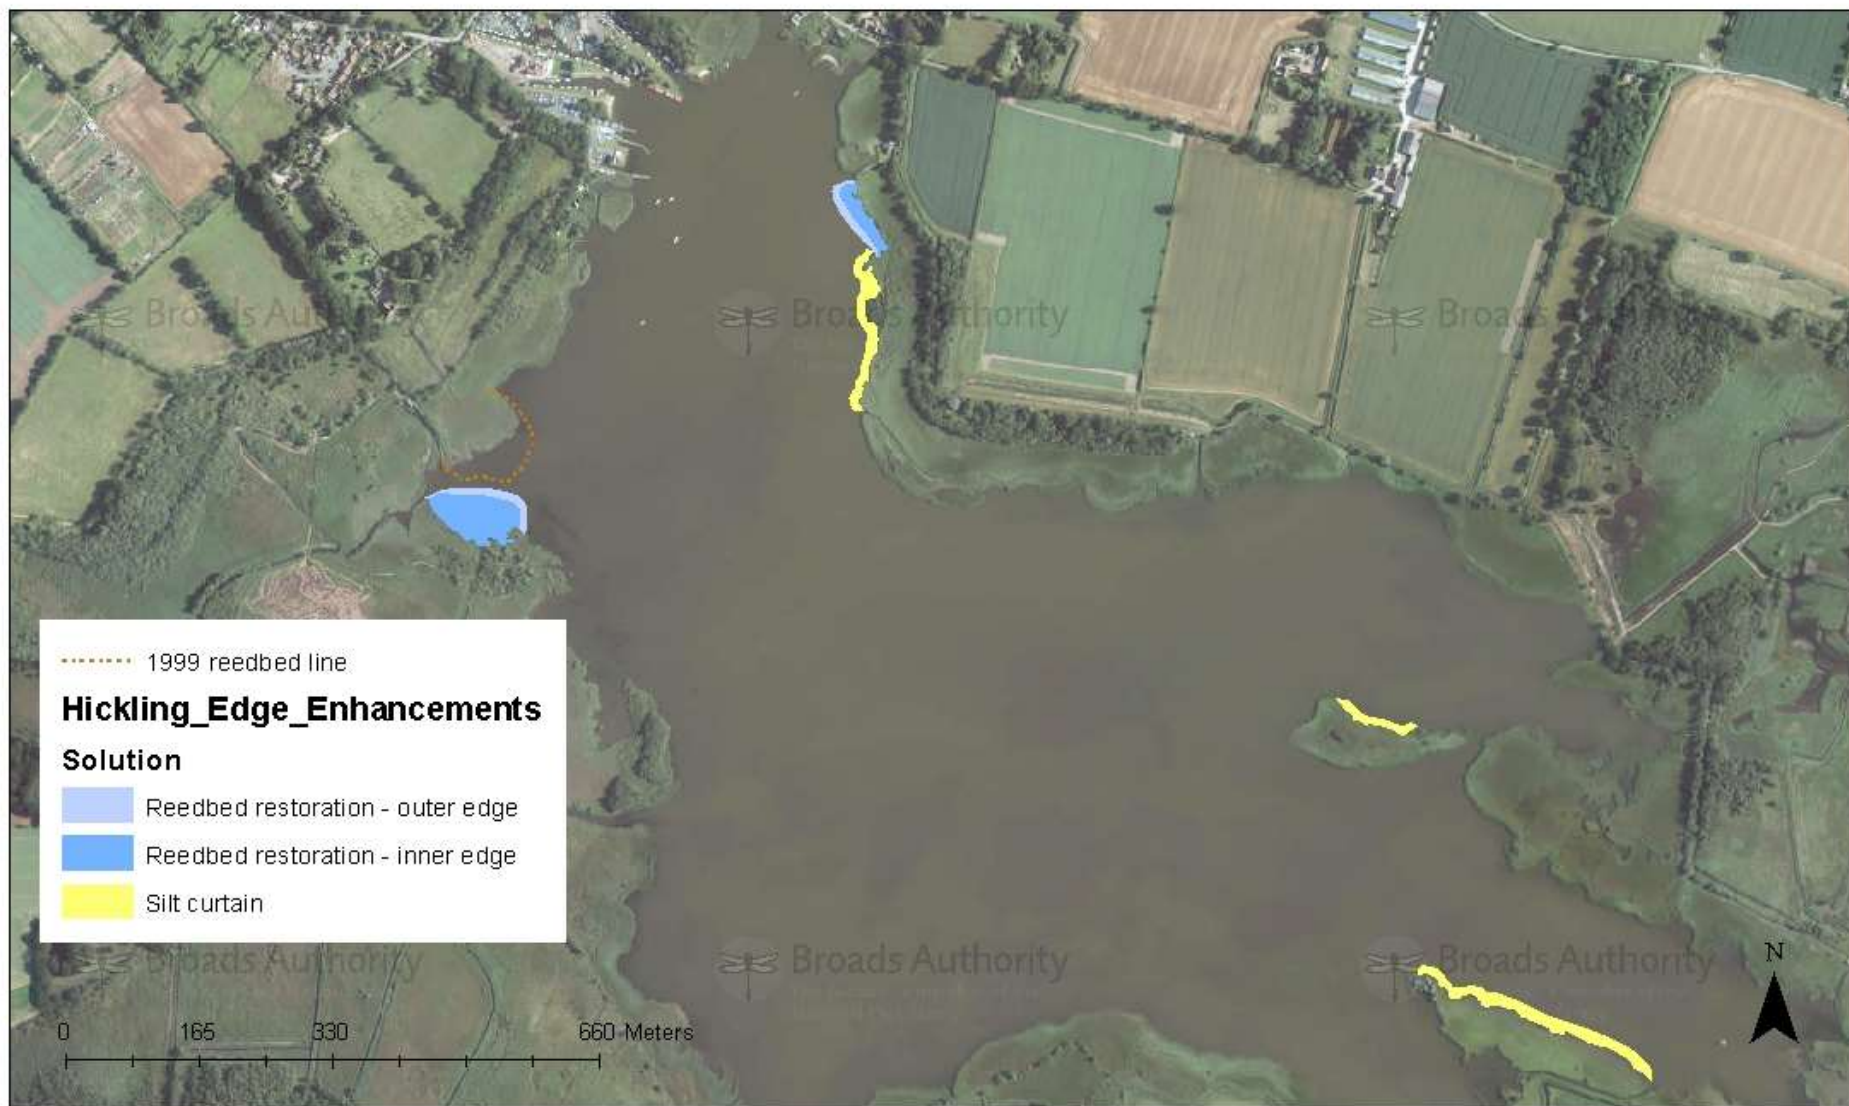 Broads Authority
Broads Authority
Broads
1999 reedbed line
Hickling_Edge_Enhancements
Solution
Reedbed restoration - outer edge
Reedbed restoration - inner edge
Silt curtain
Broads Authority
Broads Authority
Broads Authority
N
0 165 330 660 Meters